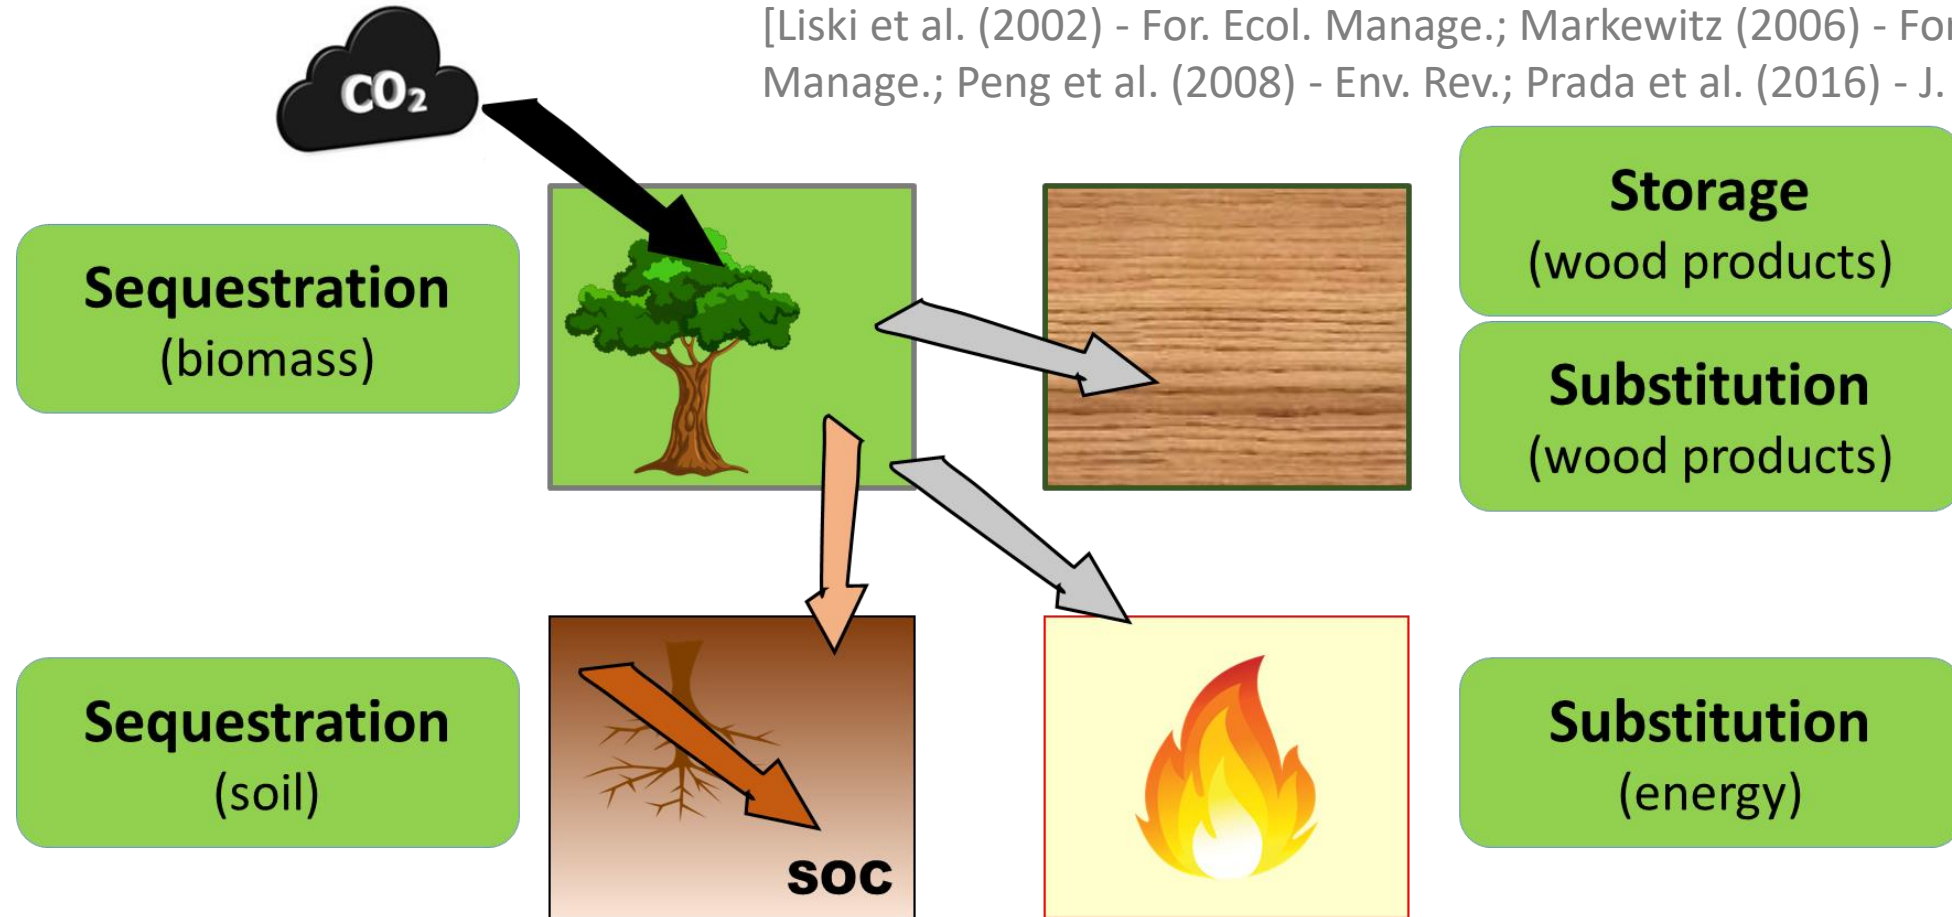 [Liski et al. (2002) - For. Ecol. Manage.; Markewitz (2006) - For
Manage.; Peng et al. (2008) - Env. Rev.; Prada et al. (2016) - J.
CO₂
Storage
(wood products)
Sequestration
(biomass)
Substitution
(wood products)
Sequestration
(soil)
Substitution
(energy)
SOC